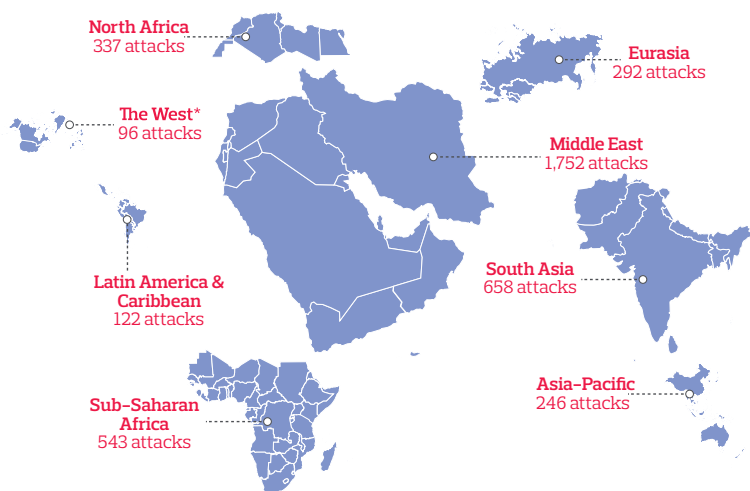 North Africa
337 attacks
Eurasia
292 attacks
The West*
96 attacks
Middle East
1,752 attacks
South Asia
658 attacks
Latin America &
Caribbean
122 attacks
Asia-Pacific
246 attacks
Sub-Saharan
Africa
543 attacks